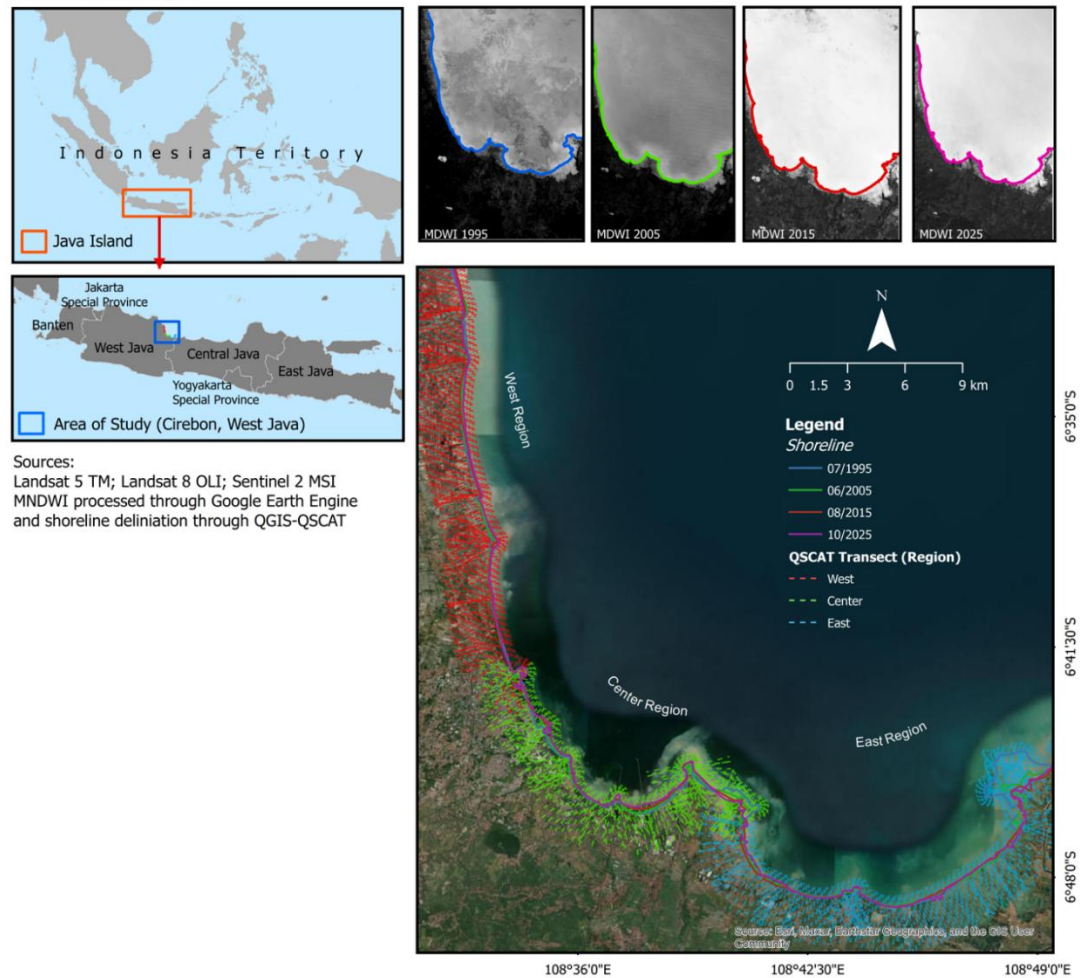 Indonesia Territory
Java Island
Jakarta
Special Province
Banten
West Java
Central Java
East Java
Yogyakarta
Special Province
Area of Study (Cirebon, West Java)
Sources:
Landsat 5 TM; Landsat 8 OLI; Sentinel 2 MSI
MNDWI processed through Google Earth Engine
and shoreline deliniation through QGIS-QSCAT
MDWI 1995
MDWI 2005
MDWI 2015
MDWI 2025
N
0 1.5 3 6 9 km
West Region
Legend
Shoreline
07/1995
06/2005
08/2015
10/2025
QSCAT Transect (Region)
West
Center
East
Center Region
East Region
6°35'0"S
6°41'30"S
6°48'0"S
Source: Esri, Maxar, Earthstar Geographics, and the GIS User
Community
108°36'0"E
108°42'30"E
108°49'0"E